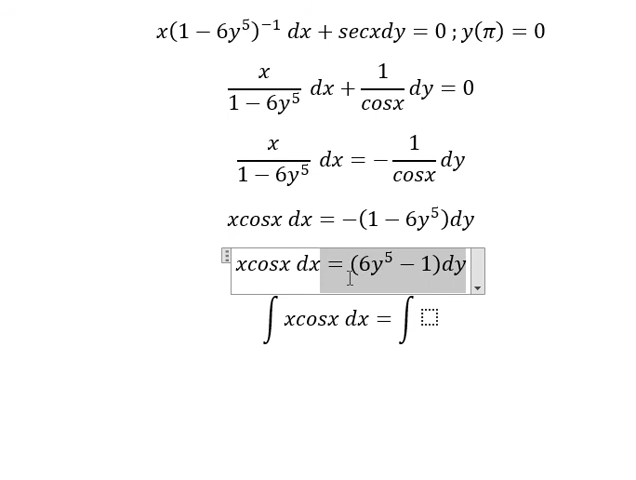 x(1 − 6y⁵)⁻¹ dx + secxdy = 0 ; y(π) = 0
x/(1 − 6y⁵) dx + 1/cosx dy = 0
x/(1 − 6y⁵) dx = − 1/cosx dy
xcosx dx = −(1 − 6y⁵)dy
xcosx dx = (6y⁵ − 1)dy
∫ xcosx dx = ∫